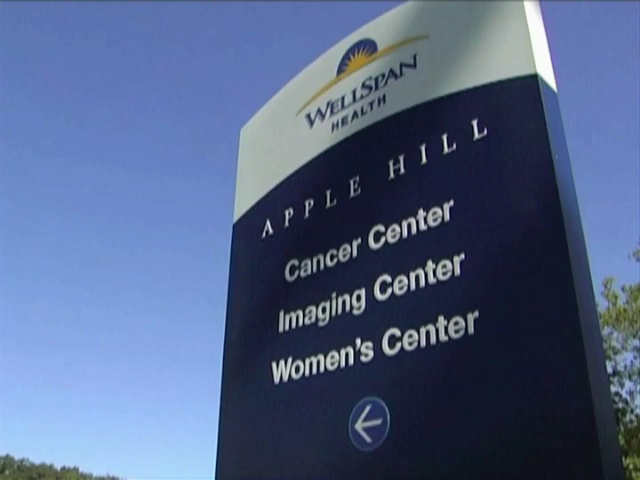 WELLSPAN
HEALTH
APPLE HILL
Cancer Center
Imaging Center
Women's Center